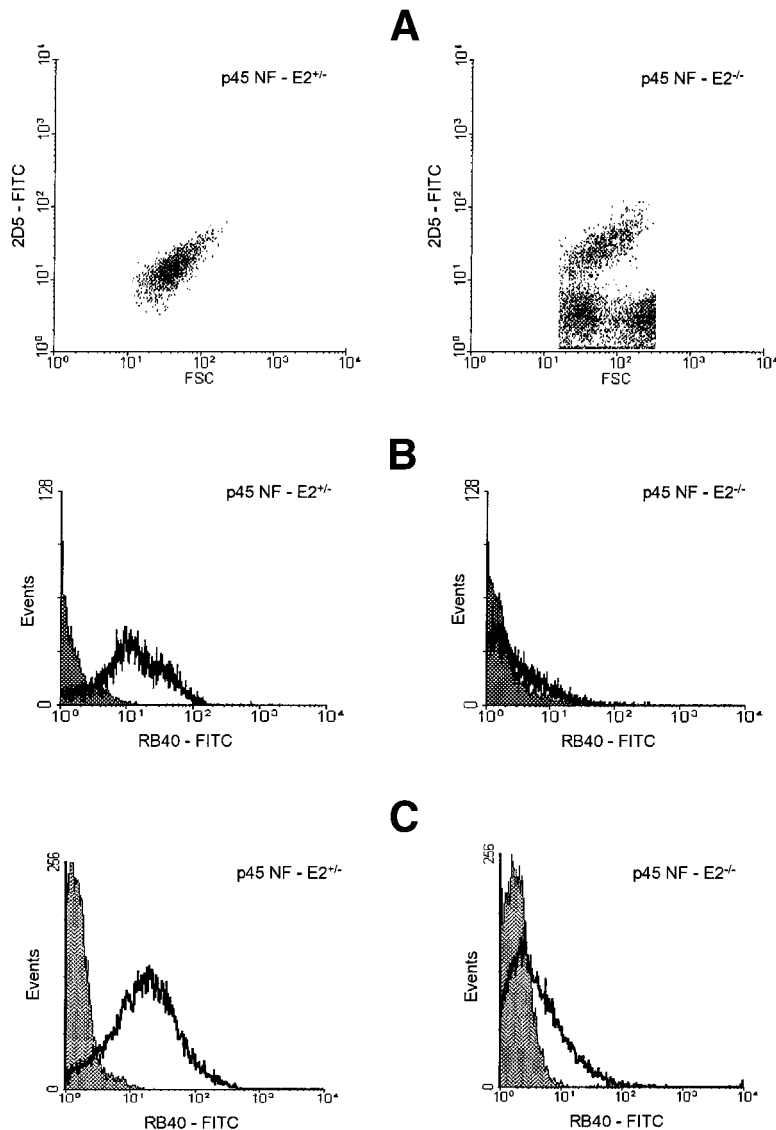 A
p45 NF - E2+/-
2D5 - FITC
10⁴
10³
10²
10¹
10⁰
10⁰ 10¹ 10² 10³ 10⁴
FSC
p45 NF - E2-/-
2D5 - FITC
10⁴
10³
10²
10¹
10⁰
10⁰ 10¹ 10² 10³ 10⁴
FSC
B
p45 NF - E2+/-
128
Events
0
10⁰ 10¹ 10² 10³ 10⁴
RB40 - FITC
p45 NF - E2-/-
128
Events
0
10⁰ 10¹ 10² 10³ 10⁴
RB40 - FITC
C
p45 NF - E2+/-
256
Events
0
10⁰ 10¹ 10² 10³ 10⁴
RB40 - FITC
p45 NF - E2-/-
256
Events
0
10⁰ 10¹ 10² 10³ 10⁴
RB40 - FITC